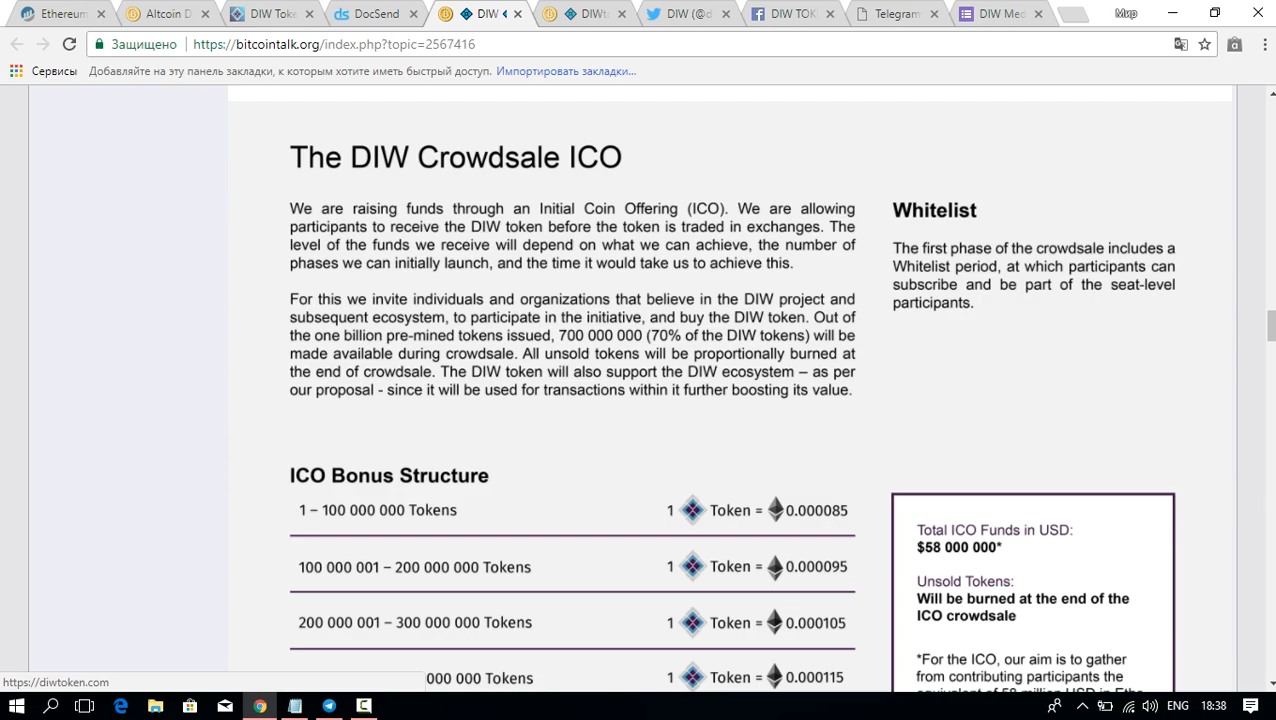 Ethereum
Altcoin D
DIW Toke
DocSend
DIW
DIWt
DIW (@d
DIW TOK
Telegram
DIW Med
Мир
Защищено
https://bitcointalk.org/index.php?topic=2567416
Сервисы
Добавляйте на эту панель закладки, к которым хотите иметь быстрый доступ. Импортировать закладки...
The DIW Crowdsale ICO
We are raising funds through an Initial Coin Offering (ICO). We are allowing
participants to receive the DIW token before the token is traded in exchanges. The
level of the funds we receive will depend on what we can achieve, the number of
phases we can initially launch, and the time it would take us to achieve this.
For this we invite individuals and organizations that believe in the DIW project and
subsequent ecosystem, to participate in the initiative, and buy the DIW token. Out of
the one billion pre-mined tokens issued, 700 000 000 (70% of the DIW tokens) will be
made available during crowdsale. All unsold tokens will be proportionally burned at
the end of crowdsale. The DIW token will also support the DIW ecosystem – as per
our proposal - since it will be used for transactions within it further boosting its value.
Whitelist
The first phase of the crowdsale includes a
Whitelist period, at which participants can
subscribe and be part of the seat-level
participants.
ICO Bonus Structure
1 – 100 000 000 Tokens 1 Token = 0.000085
100 000 001 – 200 000 000 Tokens 1 Token = 0.000095
200 000 001 – 300 000 000 Tokens 1 Token = 0.000105
000 000 Tokens 1 Token = 0.000115
Total ICO Funds in USD:
$58 000 000*
Unsold Tokens:
Will be burned at the end of the
ICO crowdsale
*For the ICO, our aim is to gather
from contributing participants the
equivalent of 58 million USD in Ethe
https://diwtoken.com
ENG
18:38